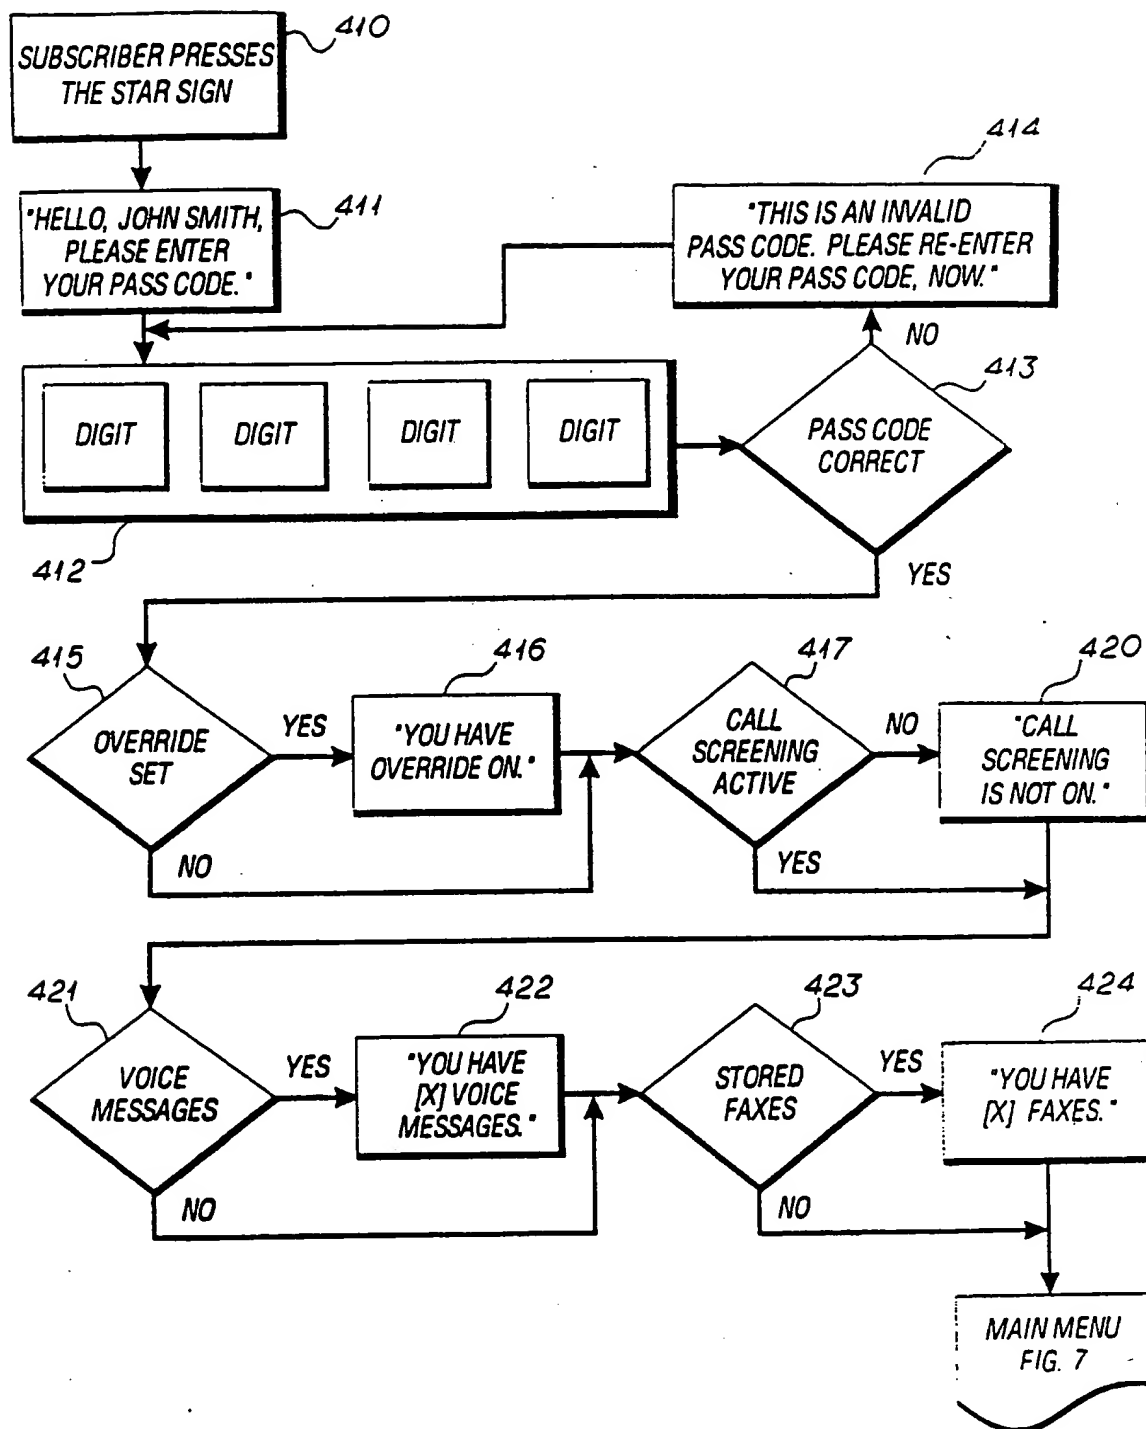 410
SUBSCRIBER PRESSES
THE STAR SIGN
411
"HELLO, JOHN SMITH,
PLEASE ENTER
YOUR PASS CODE."
414
"THIS IS AN INVALID
PASS CODE. PLEASE RE-ENTER
YOUR PASS CODE, NOW."
NO
413
DIGIT
DIGIT
DIGIT
DIGIT
PASS CODE
CORRECT
412
YES
415
OVERRIDE
SET
YES
NO
416
"YOU HAVE
OVERRIDE ON."
417
CALL
SCREENING
ACTIVE
NO
YES
420
"CALL
SCREENING
IS NOT ON."
421
VOICE
MESSAGES
YES
NO
422
"YOU HAVE
[X] VOICE
MESSAGES."
423
STORED
FAXES
YES
NO
424
"YOU HAVE
[X] FAXES."
MAIN MENU
FIG. 7